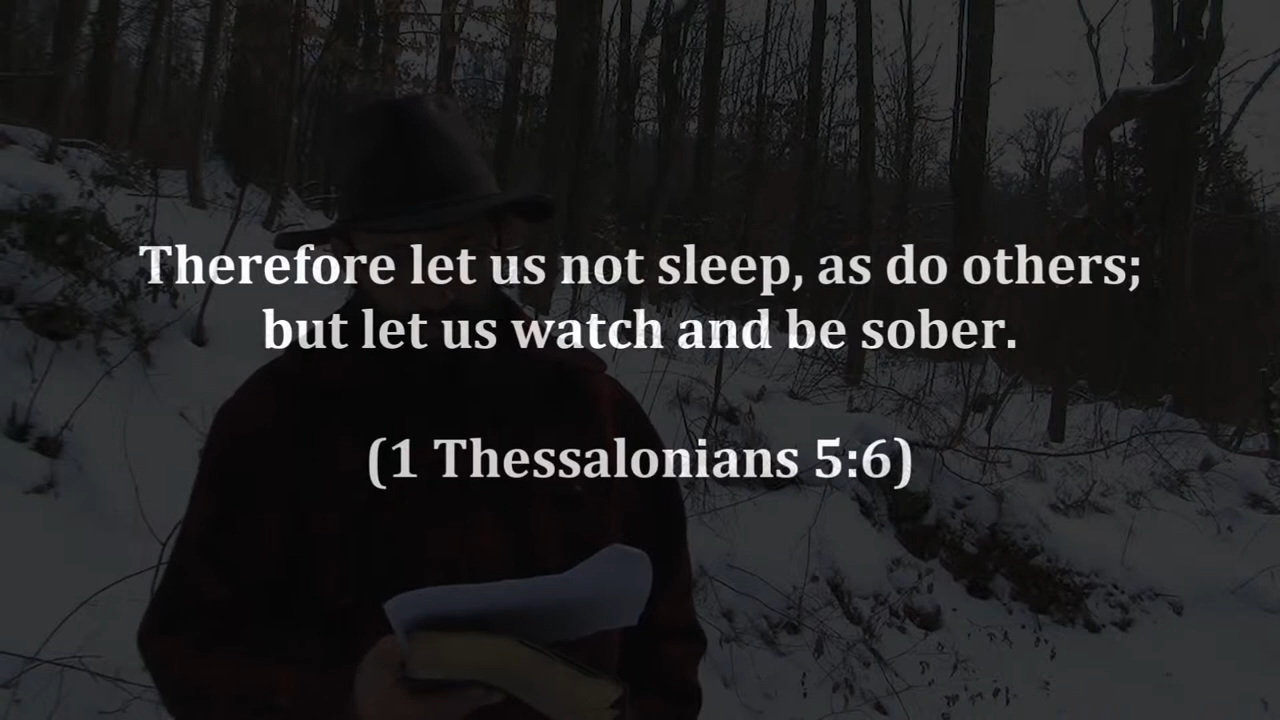 Therefore let us not sleep, as do others;
but let us watch and be sober.
(1 Thessalonians 5:6)